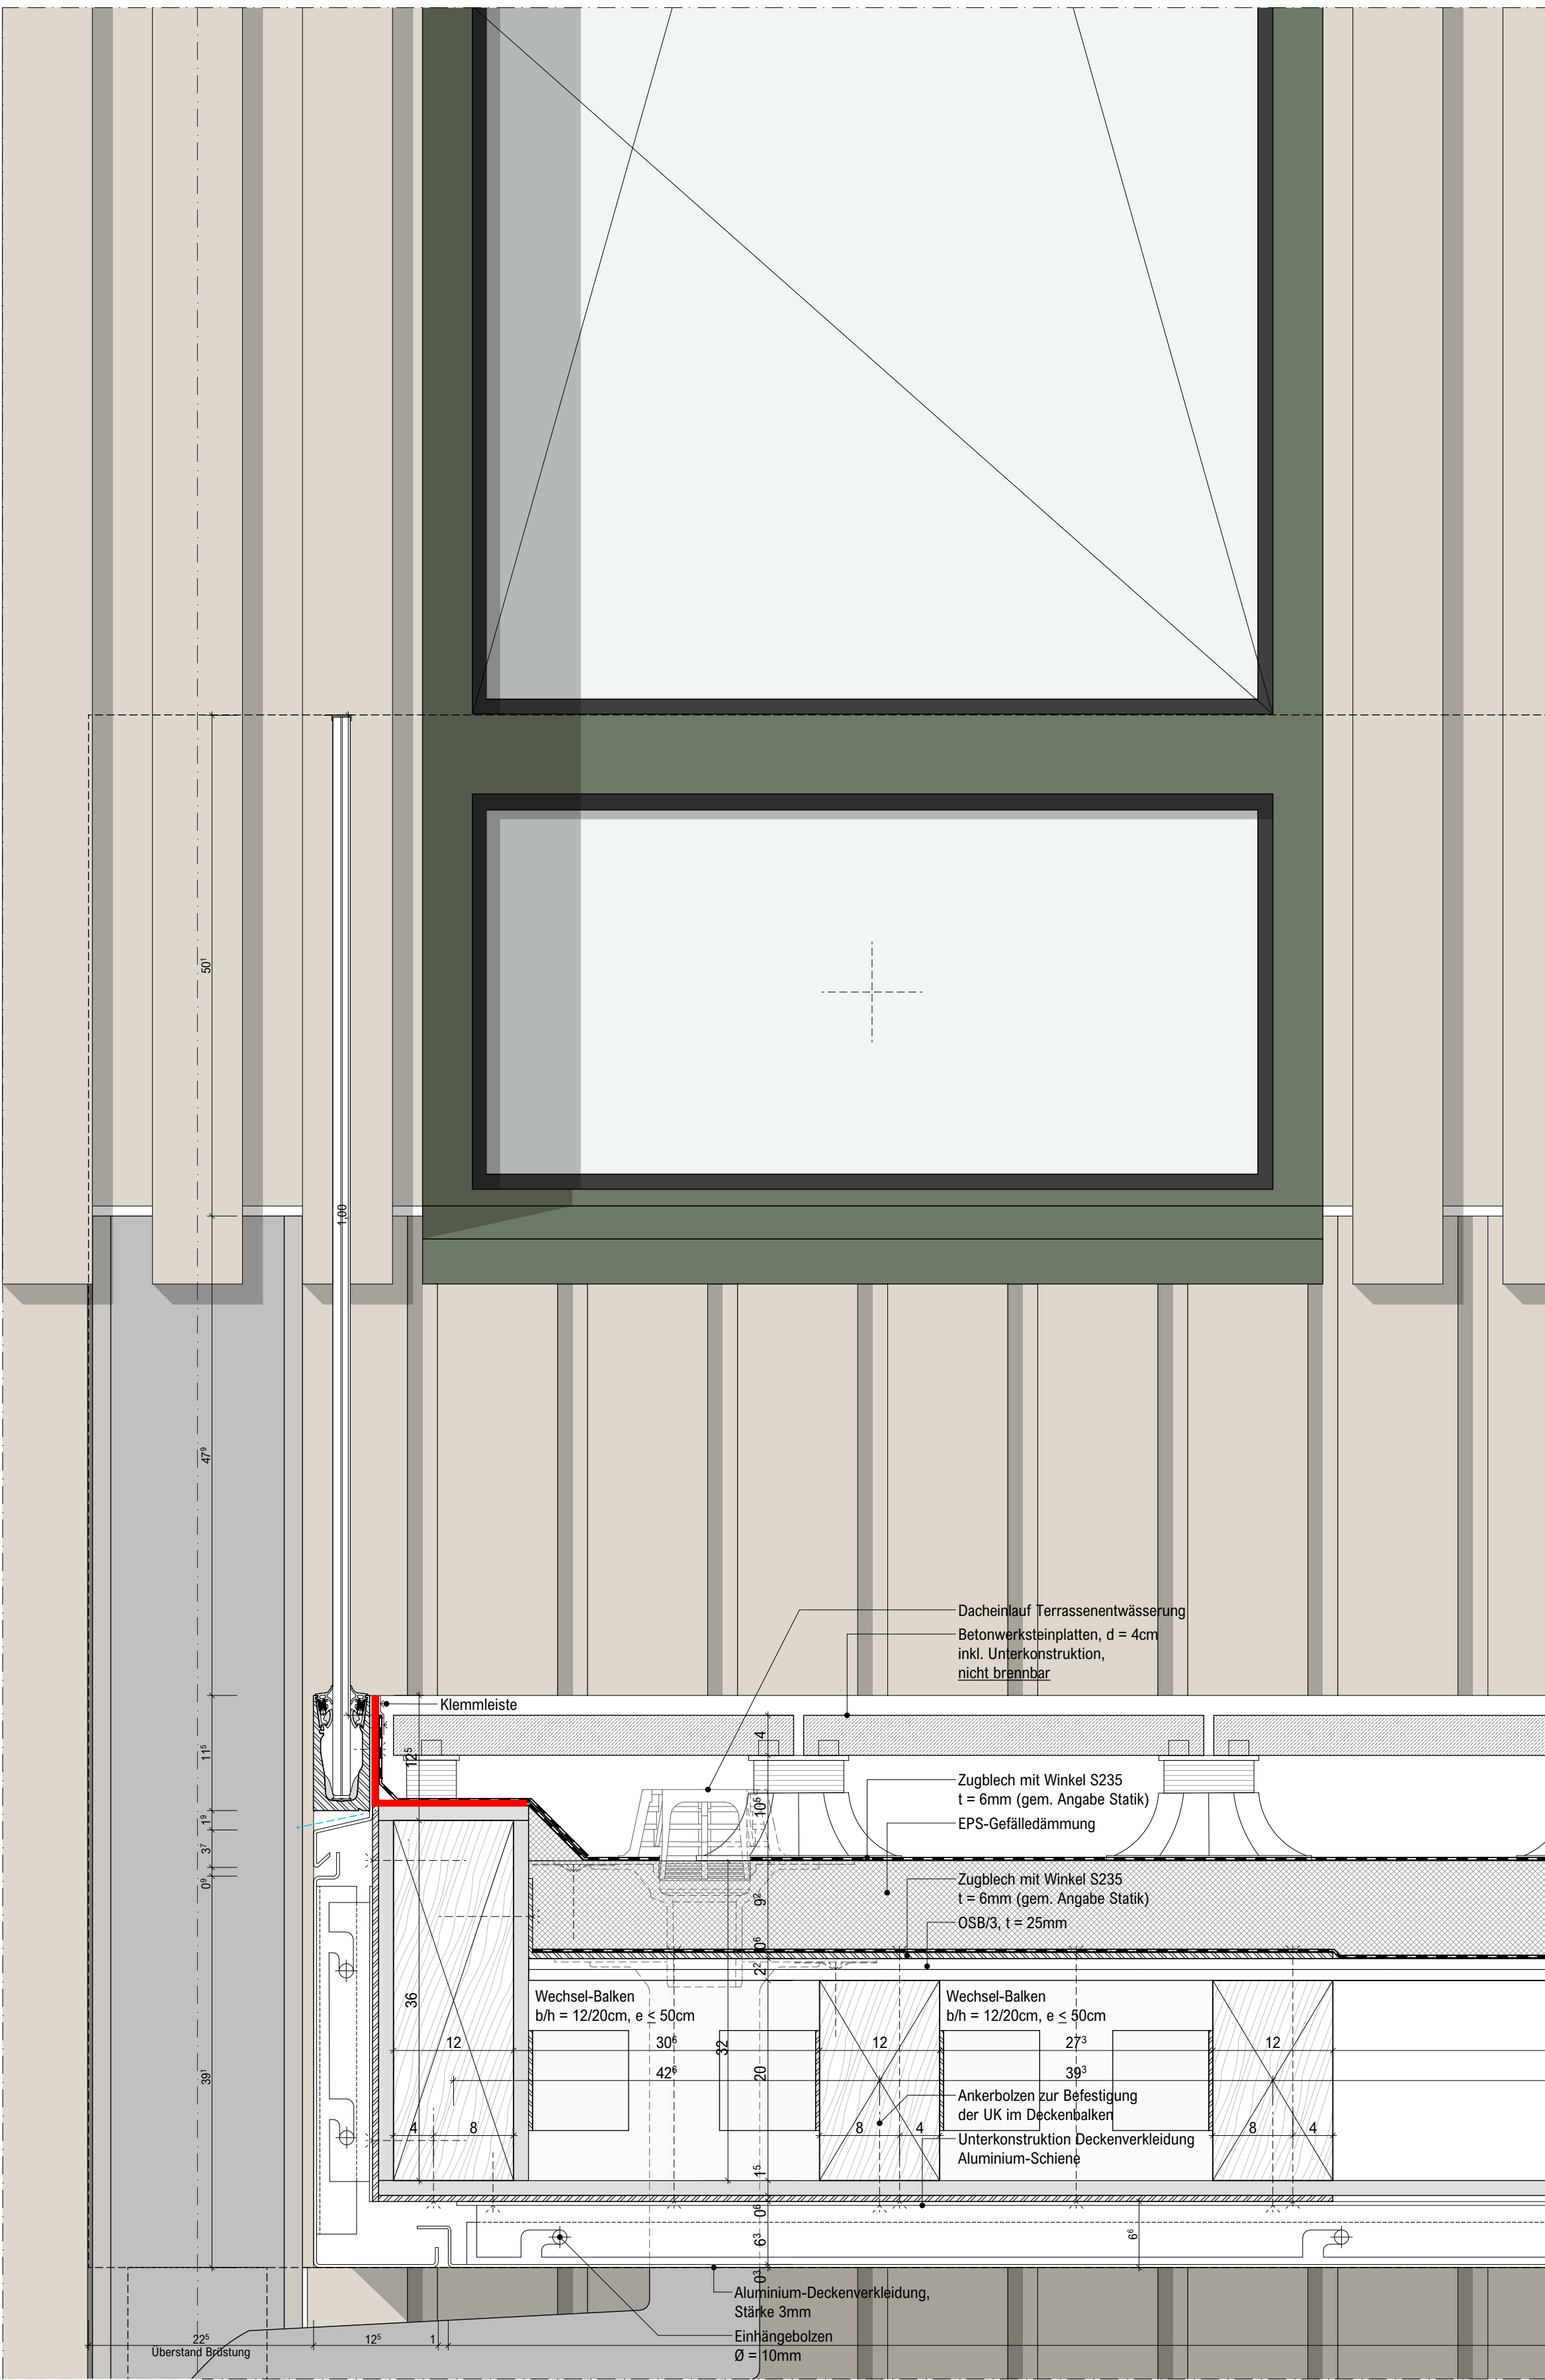 50¹
1,00
47⁹
Dacheinlauf Terrassenentwässerung
Betonwerksteinplatten, d = 4cm
inkl. Unterkonstruktion,
nicht brennbar
Klemmleiste
4
12⁵
11⁵
Zugblech mit Winkel S235
t = 6mm (gem. Angabe Statik)
10⁵
EPS-Gefälledämmung
1⁹
3⁷
0⁹
Zugblech mit Winkel S235
t = 6mm (gem. Angabe Statik)
9²
OSB/3, t = 25mm
0⁶
2²
Wechsel-Balken
b/h = 12/20cm, e < 50cm
Wechsel-Balken
b/h = 12/20cm, e < 50cm
36
12
30⁶
32
12
27³
12
39¹
42⁶
20
39³
Ankerbolzen zur Befestigung
der UK im Deckenbalken
4
8
8
4
8
4
Unterkonstruktion Deckenverkleidung
Aluminium-Schiene
1⁵
0⁶
6³
6⁶
0³
Aluminium-Deckenverkleidung,
Stärke 3mm
Einhängebolzen
Ø = 10mm
22⁵
Überstand Brüstung
12⁵
1